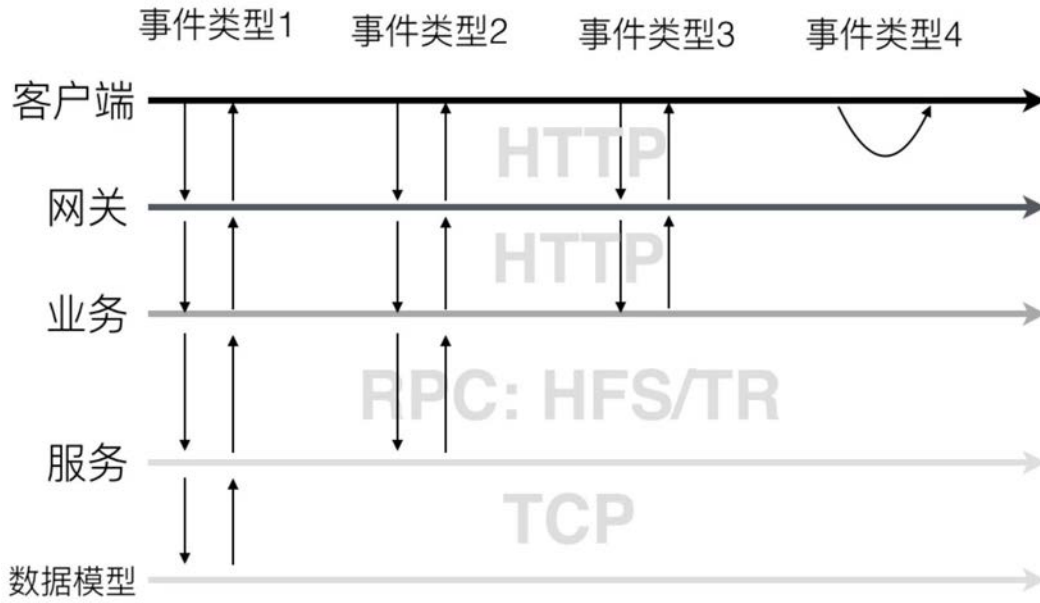 事件类型1 事件类型2 事件类型3 事件类型4
客户端
HTTP
网关
HTTP
业务
RPC: HFS/TR
服务
TCP
数据模型